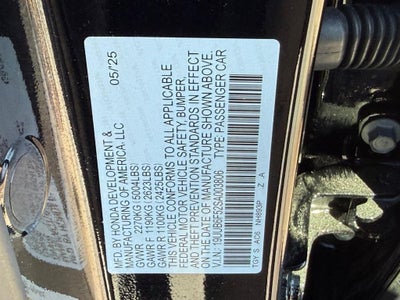 MFD. BY HONDA DEVELOPMENT & 05/25
MANUFACTURING OF AMERICA, LLC
GVWR 2270KG(5004LBS)
GAWR F 1190KG(2623LBS)
GAWR R 1100KG(2425LBS)
THIS VEHICLE CONFORMS TO ALL APPLICABLE
FEDERAL MOTOR VEHICLE SAFETY, BUMPER,
AND THEFT PREVENTION STANDARDS IN EFFECT
ON THE DATE OF MANUFACTURE SHOWN ABOVE.
V.I.N.: TYPE: PASSENGER CAR
NH893P Z A